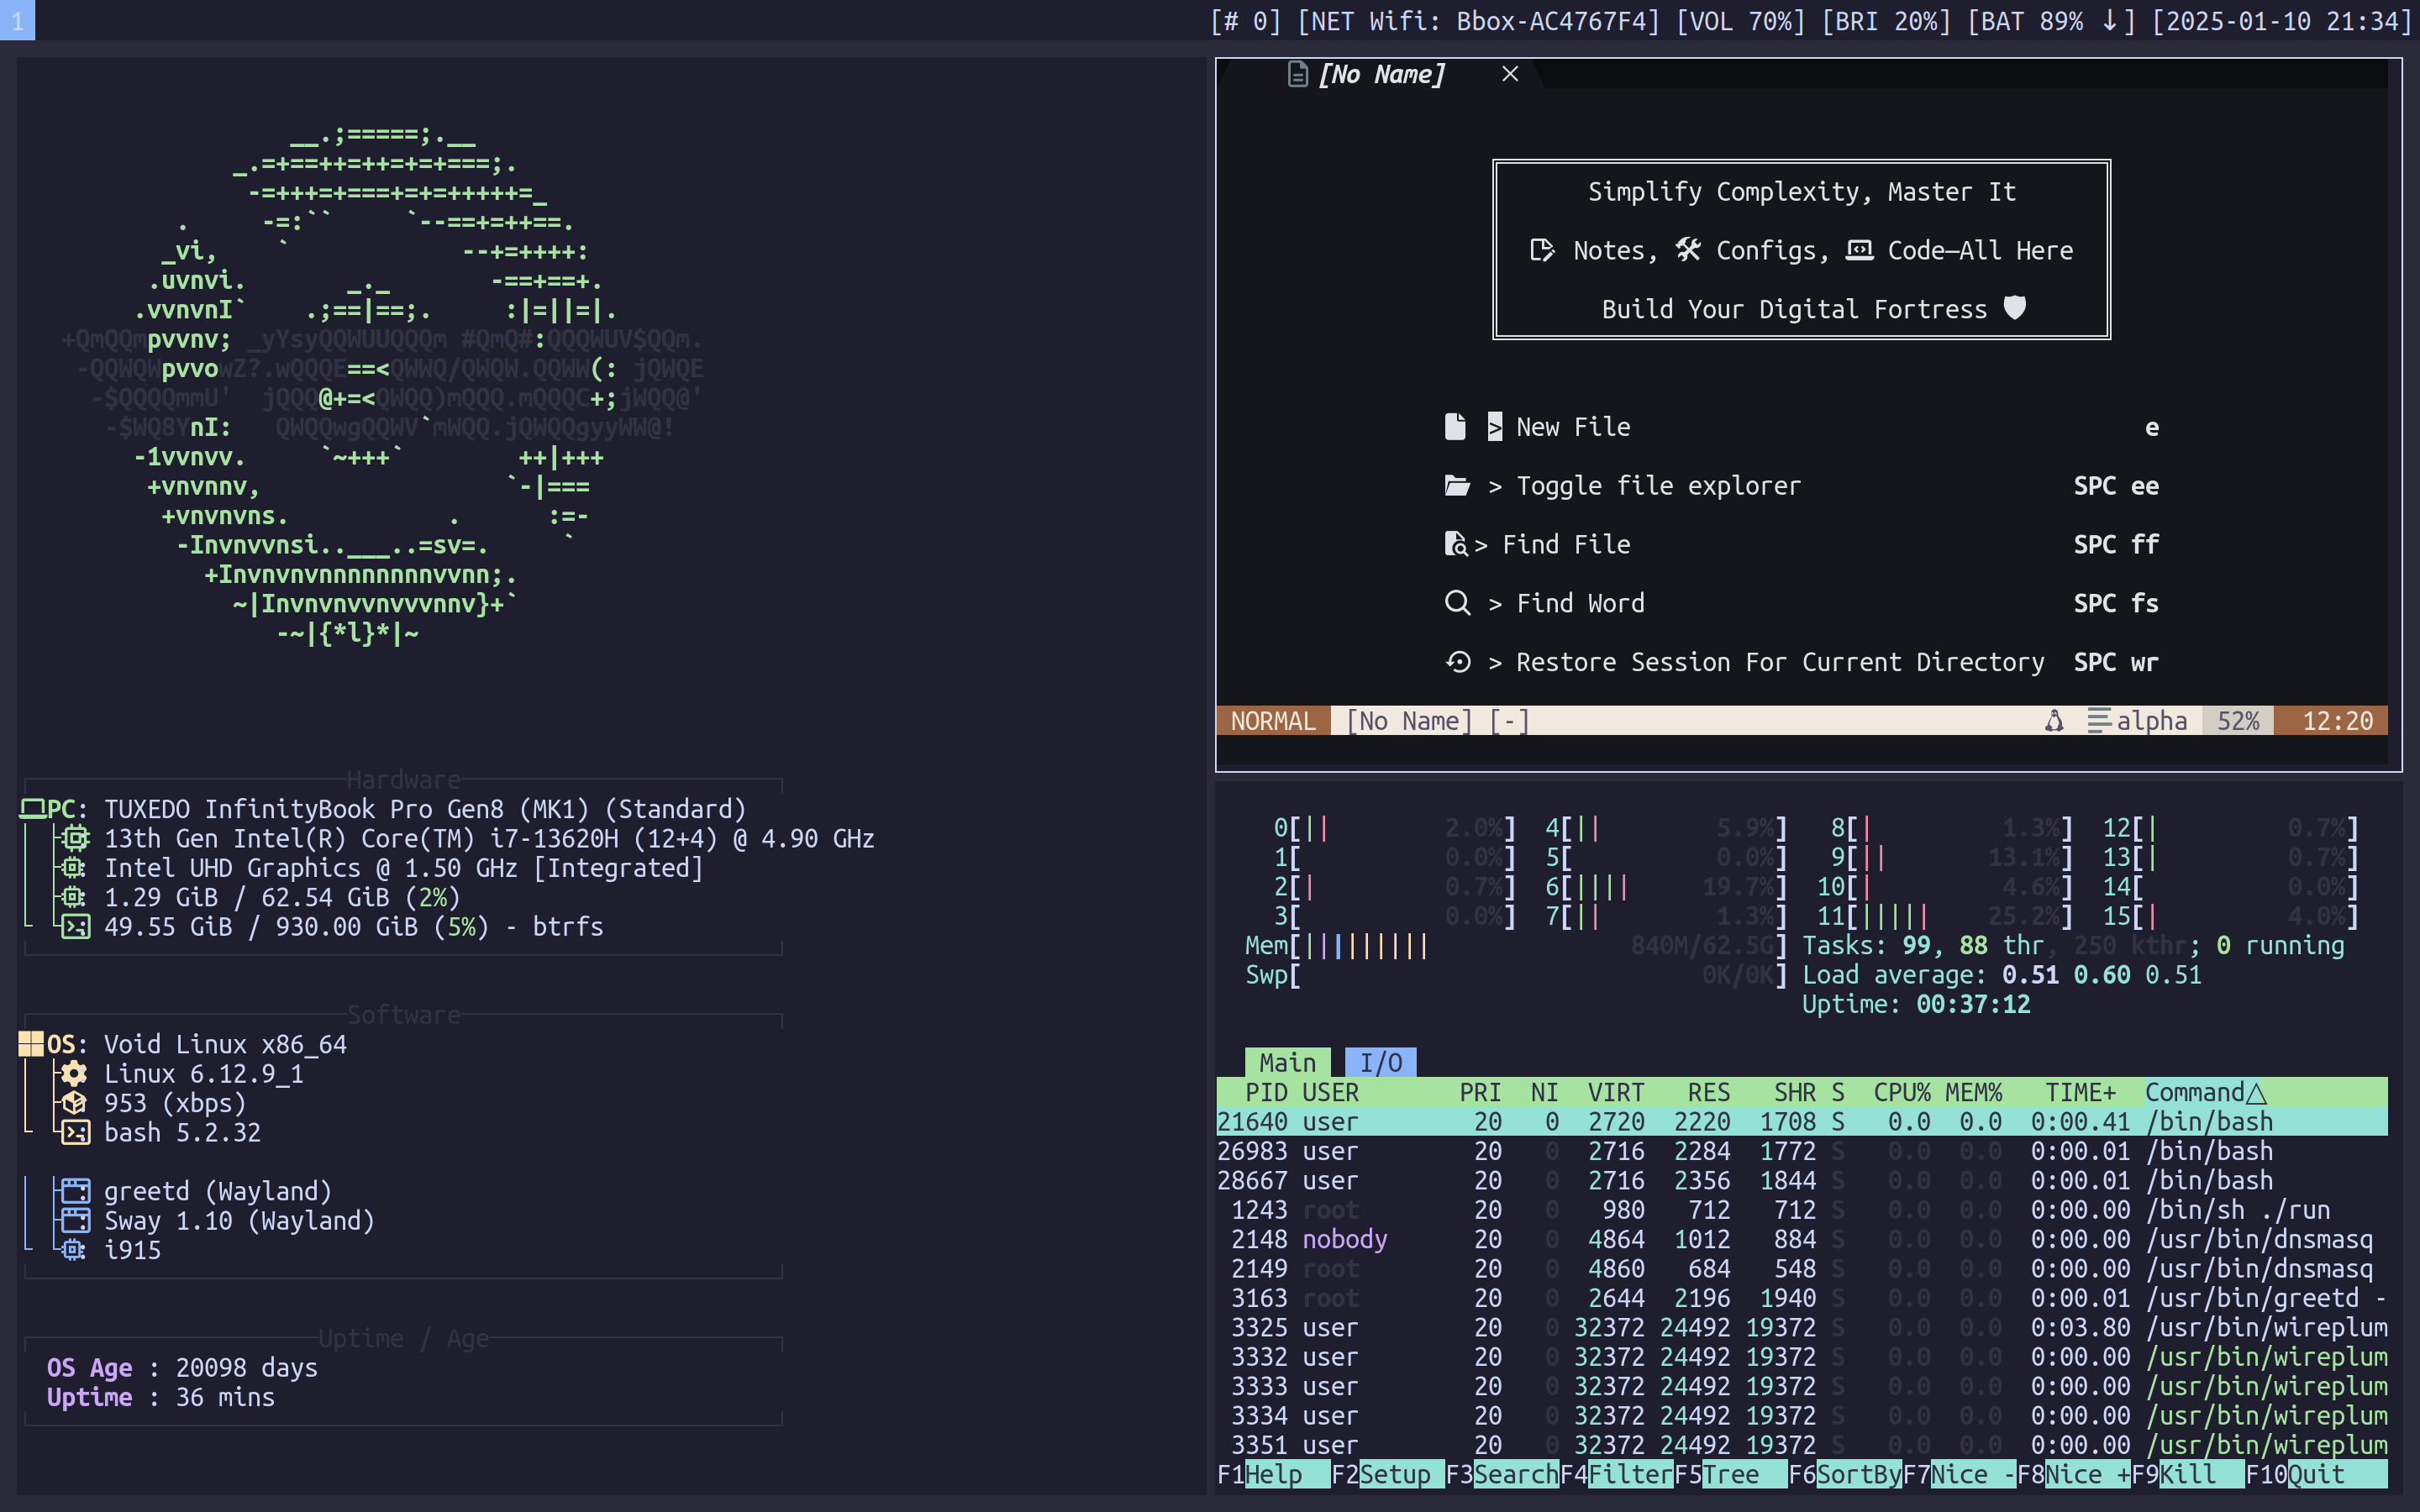 1
[# 0] [NET Wifi: Bbox-AC4767F4] [VOL 70%] [BRI 20%] [BAT 89% ↓] [2025-01-10 21:34]
__.;=====;.__
_.=+==++=++=+=+===;.
-=+++=+===+=+=+++++=_
.     -=:``     `--==+=++==.
_vi,    `            --+=++++:
.uvnvi.       _._       -==+==+.
.vvnvnI`    .;==|==;.     :|=||=|.
+QmQQmpvvnv; _yYsyQQWUUQQQm #QmQ#:QQQWUV$QQm.
-QQWQWpvvowZ?.wQQQE==<QWWQ/QWQW.QQWW(: jQWQE
-$QQQQmmU'  jQQQ@+=<QWQQ)mQQQ.mQQQC+;jWQQ@'
-$WQ8YnI:   QWQQwgQQWV`mWQQ.jQWQQgyyWW@!
-1vvnvv.     `~+++`        ++|+++
+vnvnnv,                 `-|===
+vnvnvns.           .      :=-
-Invnvvnsi..___..=sv=.     `
+Invnvnvnnnnnnnnvvnn;.
~|Invnvnvvnvvvnnv}+`
-~|{*l}*|~
Hardware
PC: TUXEDO InfinityBook Pro Gen8 (MK1) (Standard)
13th Gen Intel(R) Core(TM) i7-13620H (12+4) @ 4.90 GHz
Intel UHD Graphics @ 1.50 GHz [Integrated]
1.29 GiB / 62.54 GiB (2%)
49.55 GiB / 930.00 GiB (5%) - btrfs
Software
OS: Void Linux x86_64
Linux 6.12.9_1
953 (xbps)
bash 5.2.32
greetd (Wayland)
Sway 1.10 (Wayland)
i915
Uptime / Age
OS Age : 20098 days
Uptime : 36 mins
[No Name] ×
Simplify Complexity, Master It
Notes, Configs, Code—All Here
Build Your Digital Fortress
> New File e
> Toggle file explorer SPC ee
> Find File SPC ff
> Find Word SPC fs
> Restore Session For Current Directory SPC wr
NORMAL [No Name] [-] alpha 52% 12:20
0[|| 2.0%] 4[|| 5.9%] 8[| 1.3%] 12[| 0.7%]
1[ 0.0%] 5[ 0.0%] 9[|| 13.1%] 13[| 0.7%]
2[| 0.7%] 6[|||| 19.7%] 10[| 4.6%] 14[ 0.0%]
3[ 0.0%] 7[|| 1.3%] 11[||||| 25.2%] 15[| 4.0%]
Mem[||||||||| 840M/62.5G] Tasks: 99, 88 thr, 250 kthr; 0 running
Swp[ 0K/0K] Load average: 0.51 0.60 0.51
Uptime: 00:37:12
Main I/O
PID USER PRI NI VIRT RES SHR S CPU% MEM% TIME+ Command△
21640 user 20 0 2720 2220 1708 S 0.0 0.0 0:00.41 /bin/bash
26983 user 20 0 2716 2284 1772 S 0.0 0.0 0:00.01 /bin/bash
28667 user 20 0 2716 2356 1844 S 0.0 0.0 0:00.01 /bin/bash
1243 root 20 0 980 712 712 S 0.0 0.0 0:00.00 /bin/sh ./run
2148 nobody 20 0 4864 1012 884 S 0.0 0.0 0:00.00 /usr/bin/dnsmasq
2149 root 20 0 4860 684 548 S 0.0 0.0 0:00.00 /usr/bin/dnsmasq
3163 root 20 0 2644 2196 1940 S 0.0 0.0 0:00.01 /usr/bin/greetd -
3325 user 20 0 32372 24492 19372 S 0.0 0.0 0:03.80 /usr/bin/wireplum
3332 user 20 0 32372 24492 19372 S 0.0 0.0 0:00.00 /usr/bin/wireplum
3333 user 20 0 32372 24492 19372 S 0.0 0.0 0:00.00 /usr/bin/wireplum
3334 user 20 0 32372 24492 19372 S 0.0 0.0 0:00.00 /usr/bin/wireplum
3351 user 20 0 32372 24492 19372 S 0.0 0.0 0:00.00 /usr/bin/wireplum
F1Help F2Setup F3SearchF4FilterF5Tree F6SortByF7Nice -F8Nice +F9Kill F10Quit